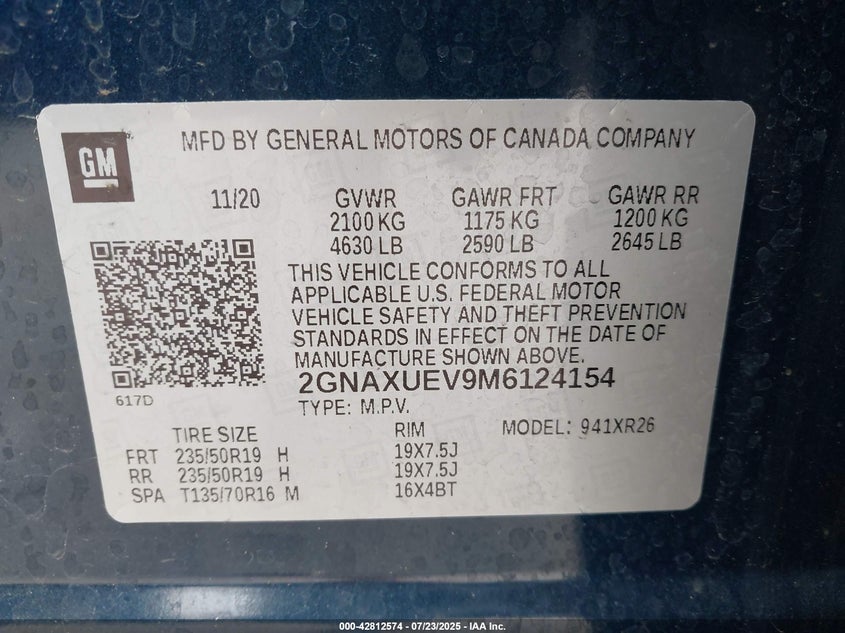 GM
MFD BY GENERAL MOTORS OF CANADA COMPANY
11/20 GVWR GAWR FRT GAWR RR
2100 KG 1175 KG 1200 KG
4630 LB 2590 LB 2645 LB
THIS VEHICLE CONFORMS TO ALL
APPLICABLE U.S. FEDERAL MOTOR
VEHICLE SAFETY AND THEFT PREVENTION
STANDARDS IN EFFECT ON THE DATE OF
MANUFACTURE SHOWN ABOVE.
2GNAXUEV9M6124154
617D
TYPE: M.P.V.
TIRE SIZE RIM MODEL: 941XR26
FRT 235/50R19 H 19X7.5J
RR 235/50R19 H 19X7.5J
SPA T135/70R16 M 16X4BT
000-42812574 - 07/23/2025 - IAA Inc.